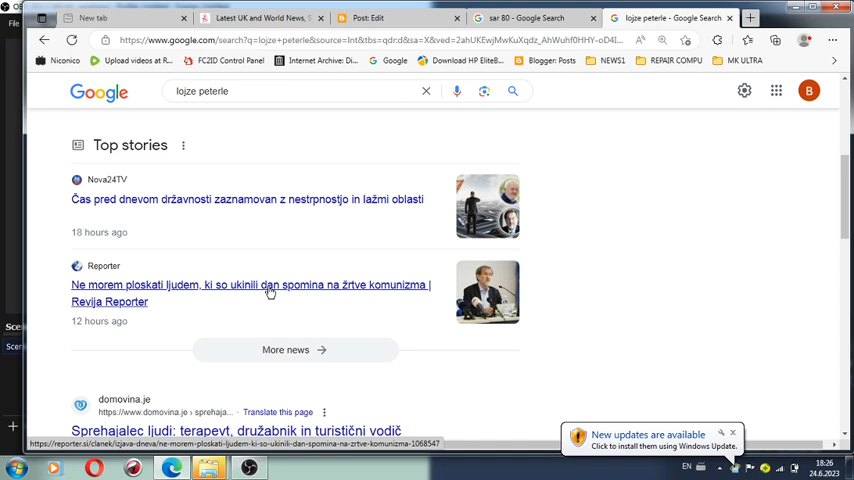 New tab
Latest UK and World News, S
Post: Edit
sar 80 - Google Search
lojze peterle - Google Search
https://www.google.com/search?q=lojze+peterle&source=lnt&tbs=qdr:d&sa=X&ved=2ahUKEwjMwKuXqdz_AhWuhf0HHY-oD4I...
Niconico
Upload videos at R...
FC2ID Control Panel
Internet Archive: Di...
Google
Download HP EliteB...
Blogger: Posts
NEWS1
REPAIR COMPU
MK ULTRA
Google
lojze peterle
B
Top stories
Nova24TV
Čas pred dnevom državnosti zaznamovan z nestrpnostjo in lažmi oblasti
18 hours ago
Reporter
Ne morem ploskati ljudem, ki so ukinili dan spomina na žrtve komunizma |
Revija Reporter
12 hours ago
More news
Scen
Scen
domovina.je
https://www.domovina.je › sprehaja...
Translate this page
Sprehajalec ljudi: terapevt, družabnik in turistični vodič
https://reporter.si/clanek/izjava-dneva/ne-morem-ploskati-ljudem-ki-so-ukinili-dan-spomina-na-zrtve-komunizma-1068547
New updates are available
Click to install them using Windows Update.
EN
18:26
24.6.2023